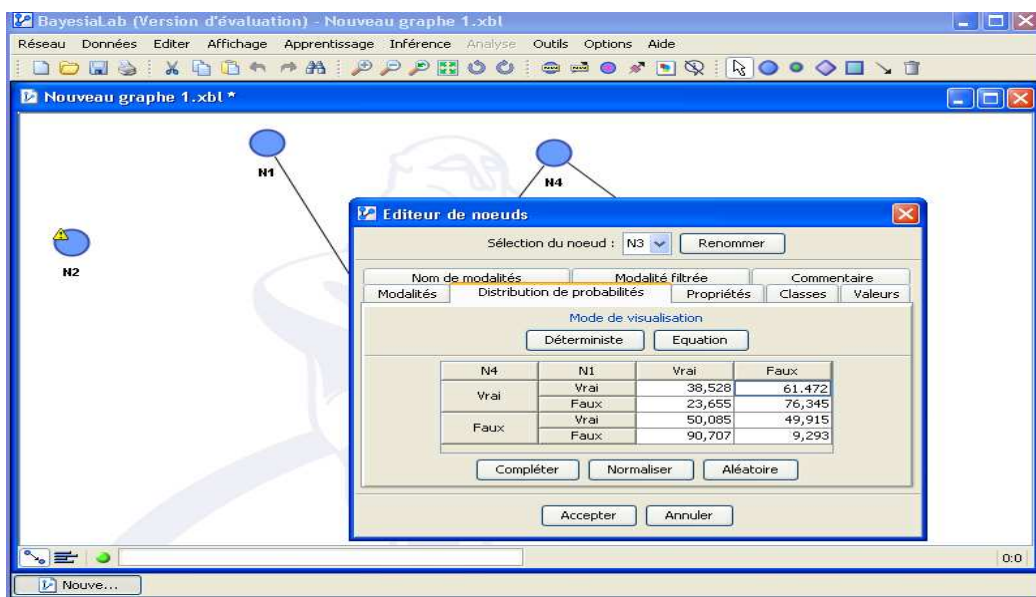 BayesiaLab (Version d'évaluation) - Nouveau graphe 1.xbl
Réseau Données Editer Affichage Apprentissage Inférence Analyse Outils Options Aide
Nouveau graphe 1.xbl *
N1
N4
N2
Editeur de noeuds
Sélection du noeud : N3 Renommer
Nom de modalités Modalité filtrée Commentaire
Modalités Distribution de probabilités Propriétés Classes Valeurs
Mode de visualisation
Déterministe Equation
N4 N1 Vrai Faux
Vrai Vrai 38,528 61.472
Faux 23,655 76,345
Faux Vrai 50,085 49,915
Faux 90,707 9,293
Compléter Normaliser Aléatoire
Accepter Annuler
0:0
Nouve...